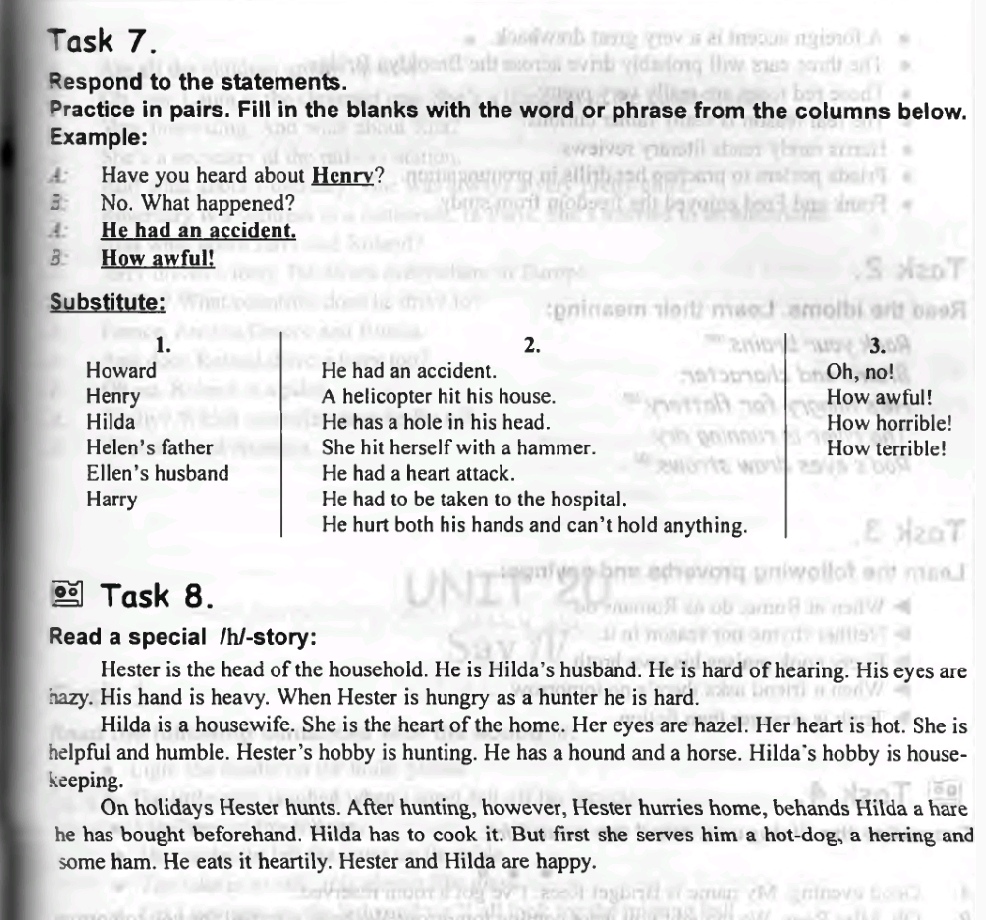 Task 7.
Respond to the statements.
Practice in pairs. Fill in the blanks with the word or phrase from the columns below.
Example:
A: Have you heard about Henry?
B: No. What happened?
A: He had an accident.
B: How awful!
Substitute:
1. 2. 3.
Howard He had an accident. Oh, no!
Henry A helicopter hit his house. How awful!
Hilda He has a hole in his head. How horrible!
Helen's father She hit herself with a hammer. How terrible!
Ellen's husband He had a heart attack.
Harry He had to be taken to the hospital.
He hurt both his hands and can't hold anything.
Task 8.
Read a special /h/-story:
Hester is the head of the household. He is Hilda's husband. He is hard of hearing. His eyes are
hazy. His hand is heavy. When Hester is hungry as a hunter he is hard.
Hilda is a housewife. She is the heart of the home. Her eyes are hazel. Her heart is hot. She is
helpful and humble. Hester's hobby is hunting. He has a hound and a horse. Hilda's hobby is house-
keeping.
On holidays Hester hunts. After hunting, however, Hester hurries home, behands Hilda a hare
he has bought beforehand. Hilda has to cook it. But first she serves him a hot-dog, a herring and
some ham. He eats it heartily. Hester and Hilda are happy.